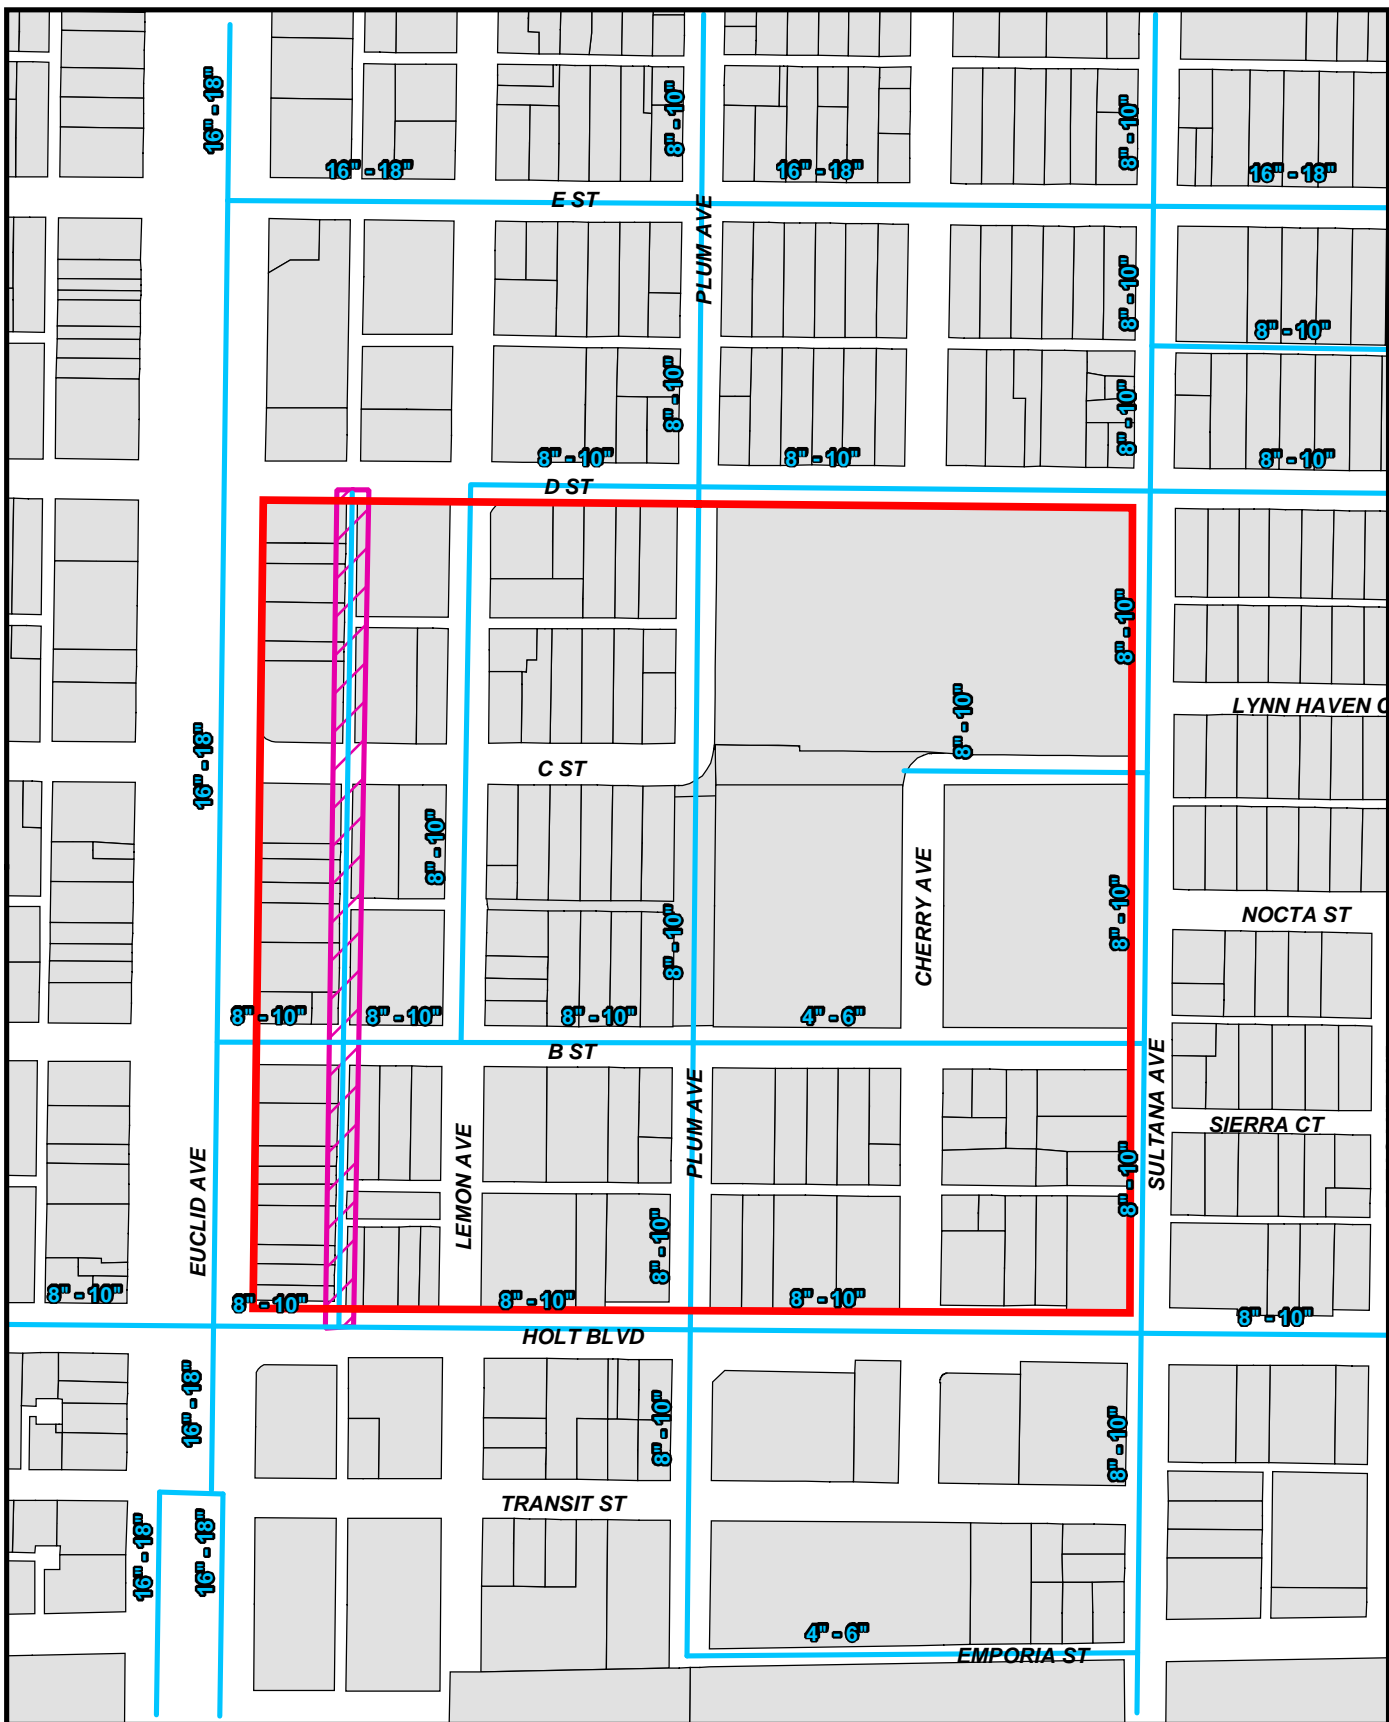 16" - 18"
8" - 10"
8" - 10"
16" - 18"
16" - 18"
16" - 18"
E ST
PLUM AVE
8" - 10"
8" - 10"
8" - 10"
8" - 10"
8" - 10"
8" - 10"
8" - 10"
D ST
8" - 10"
LYNN HAVEN C
8" - 10"
16" - 18"
C ST
8" - 10"
CHERRY AVE
8" - 10"
NOCTA ST
8" - 10"
8" - 10"
8" - 10"
8" - 10"
4" - 6"
B ST
PLUM AVE
SULTANA AVE
SIERRA CT
EUCLID AVE
LEMON AVE
8" - 10"
8" - 10"
8" - 10"
8" - 10"
8" - 10"
8" - 10"
8" - 10"
HOLT BLVD
16" - 18"
8" - 10"
8" - 10"
TRANSIT ST
16" - 18"
16" - 18"
4" - 6"
EMPORIA ST